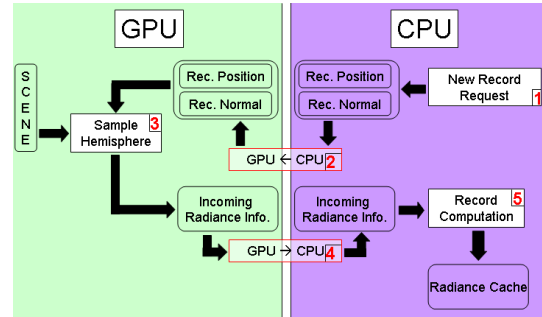 GPU
CPU
SCENE
Rec. Position
Rec. Normal
Rec. Position
Rec. Normal
New Record
Request
1
Sample
Hemisphere
3
GPU ← CPU
2
Incoming
Radiance Info.
Incoming
Radiance Info.
Record
Computation
5
GPU → CPU
4
Radiance Cache